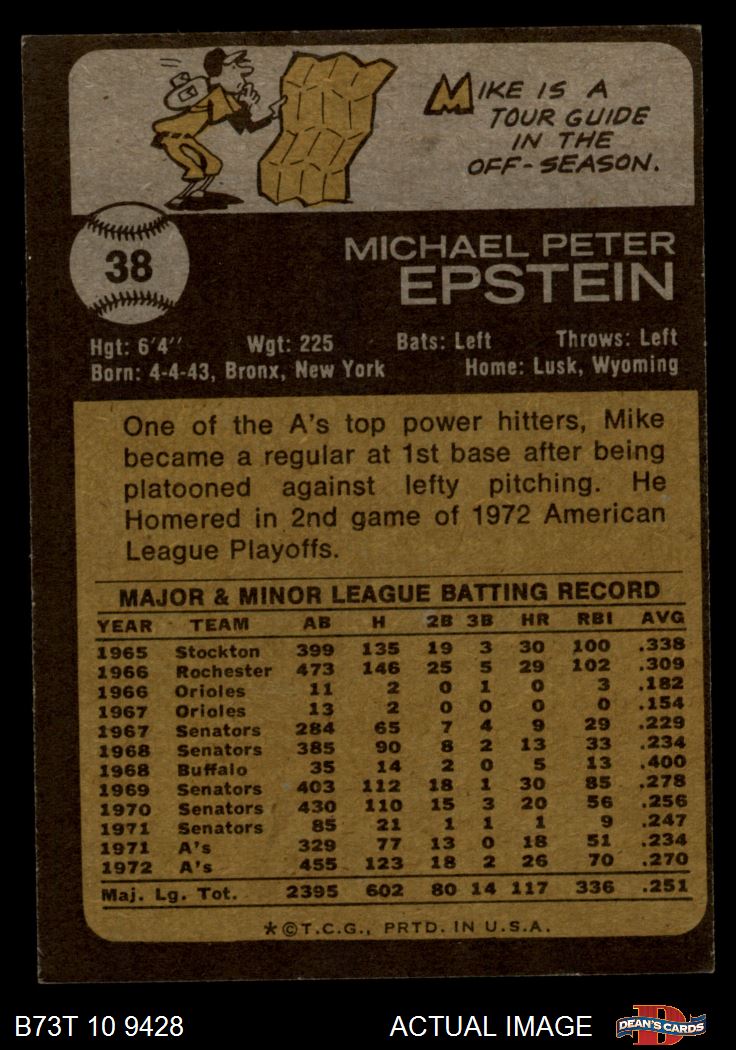 MIKE IS A
TOUR GUIDE
IN THE
OFF-SEASON.
38
MICHAEL PETER
EPSTEIN
Hgt: 6'4" Wgt: 225 Bats: Left Throws: Left
Born: 4-4-43, Bronx, New York Home: Lusk, Wyoming
One of the A's top power hitters, Mike
became a regular at 1st base after being
platooned against lefty pitching. He
Homered in 2nd game of 1972 American
League Playoffs.
MAJOR & MINOR LEAGUE BATTING RECORD
YEAR TEAM AB H 2B 3B HR RBI AVG
1965 Stockton 399 135 19 3 30 100 .338
1966 Rochester 473 146 25 5 29 102 .309
1966 Orioles 11 2 0 1 0 3 .182
1967 Orioles 13 2 0 0 0 0 .154
1967 Senators 284 65 7 4 9 29 .229
1968 Senators 385 90 8 2 13 33 .234
1968 Buffalo 35 14 2 0 5 13 .400
1969 Senators 403 112 18 1 30 85 .278
1970 Senators 430 110 15 3 20 56 .256
1971 Senators 85 21 1 1 1 9 .247
1971 A's 329 77 13 0 18 51 .234
1972 A's 455 123 18 2 26 70 .270
Maj. Lg. Tot. 2395 602 80 14 117 336 .251
*©T.C.G., PRTD. IN U.S.A.
B73T 10 9428 ACTUAL IMAGE D DEAN'S CARDS